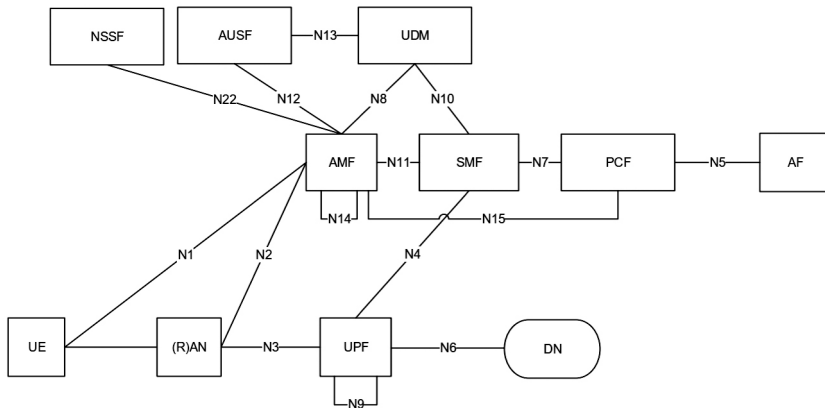 NSSF
AUSF
N13
UDM
N22
N12
N8
N10
AMF
N11
SMF
N7
PCF
N5
AF
N14
N15
N1
N2
N4
UE
(R)AN
N3
UPF
N6
DN
N9